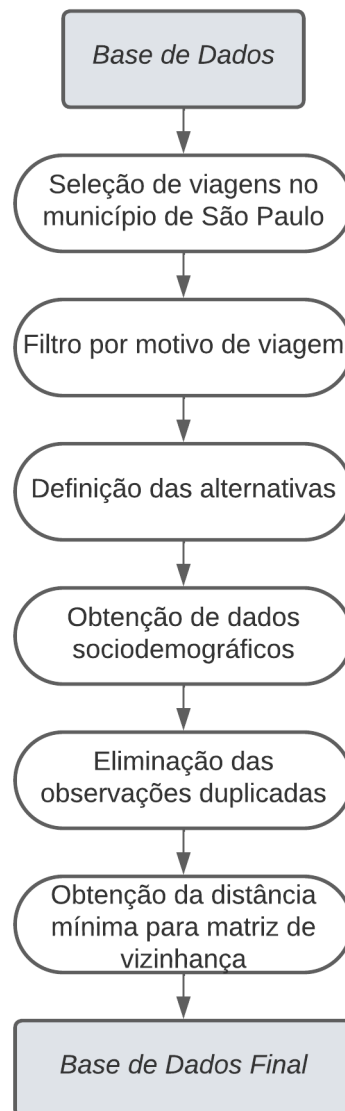 Base de Dados
Seleção de viagens no
município de São Paulo
Filtro por motivo de viagem
Definição das alternativas
Obtenção de dados
sociodemográficos
Eliminação das
observações duplicadas
Obtenção da distância
mínima para matriz de
vizinhança
Base de Dados Final